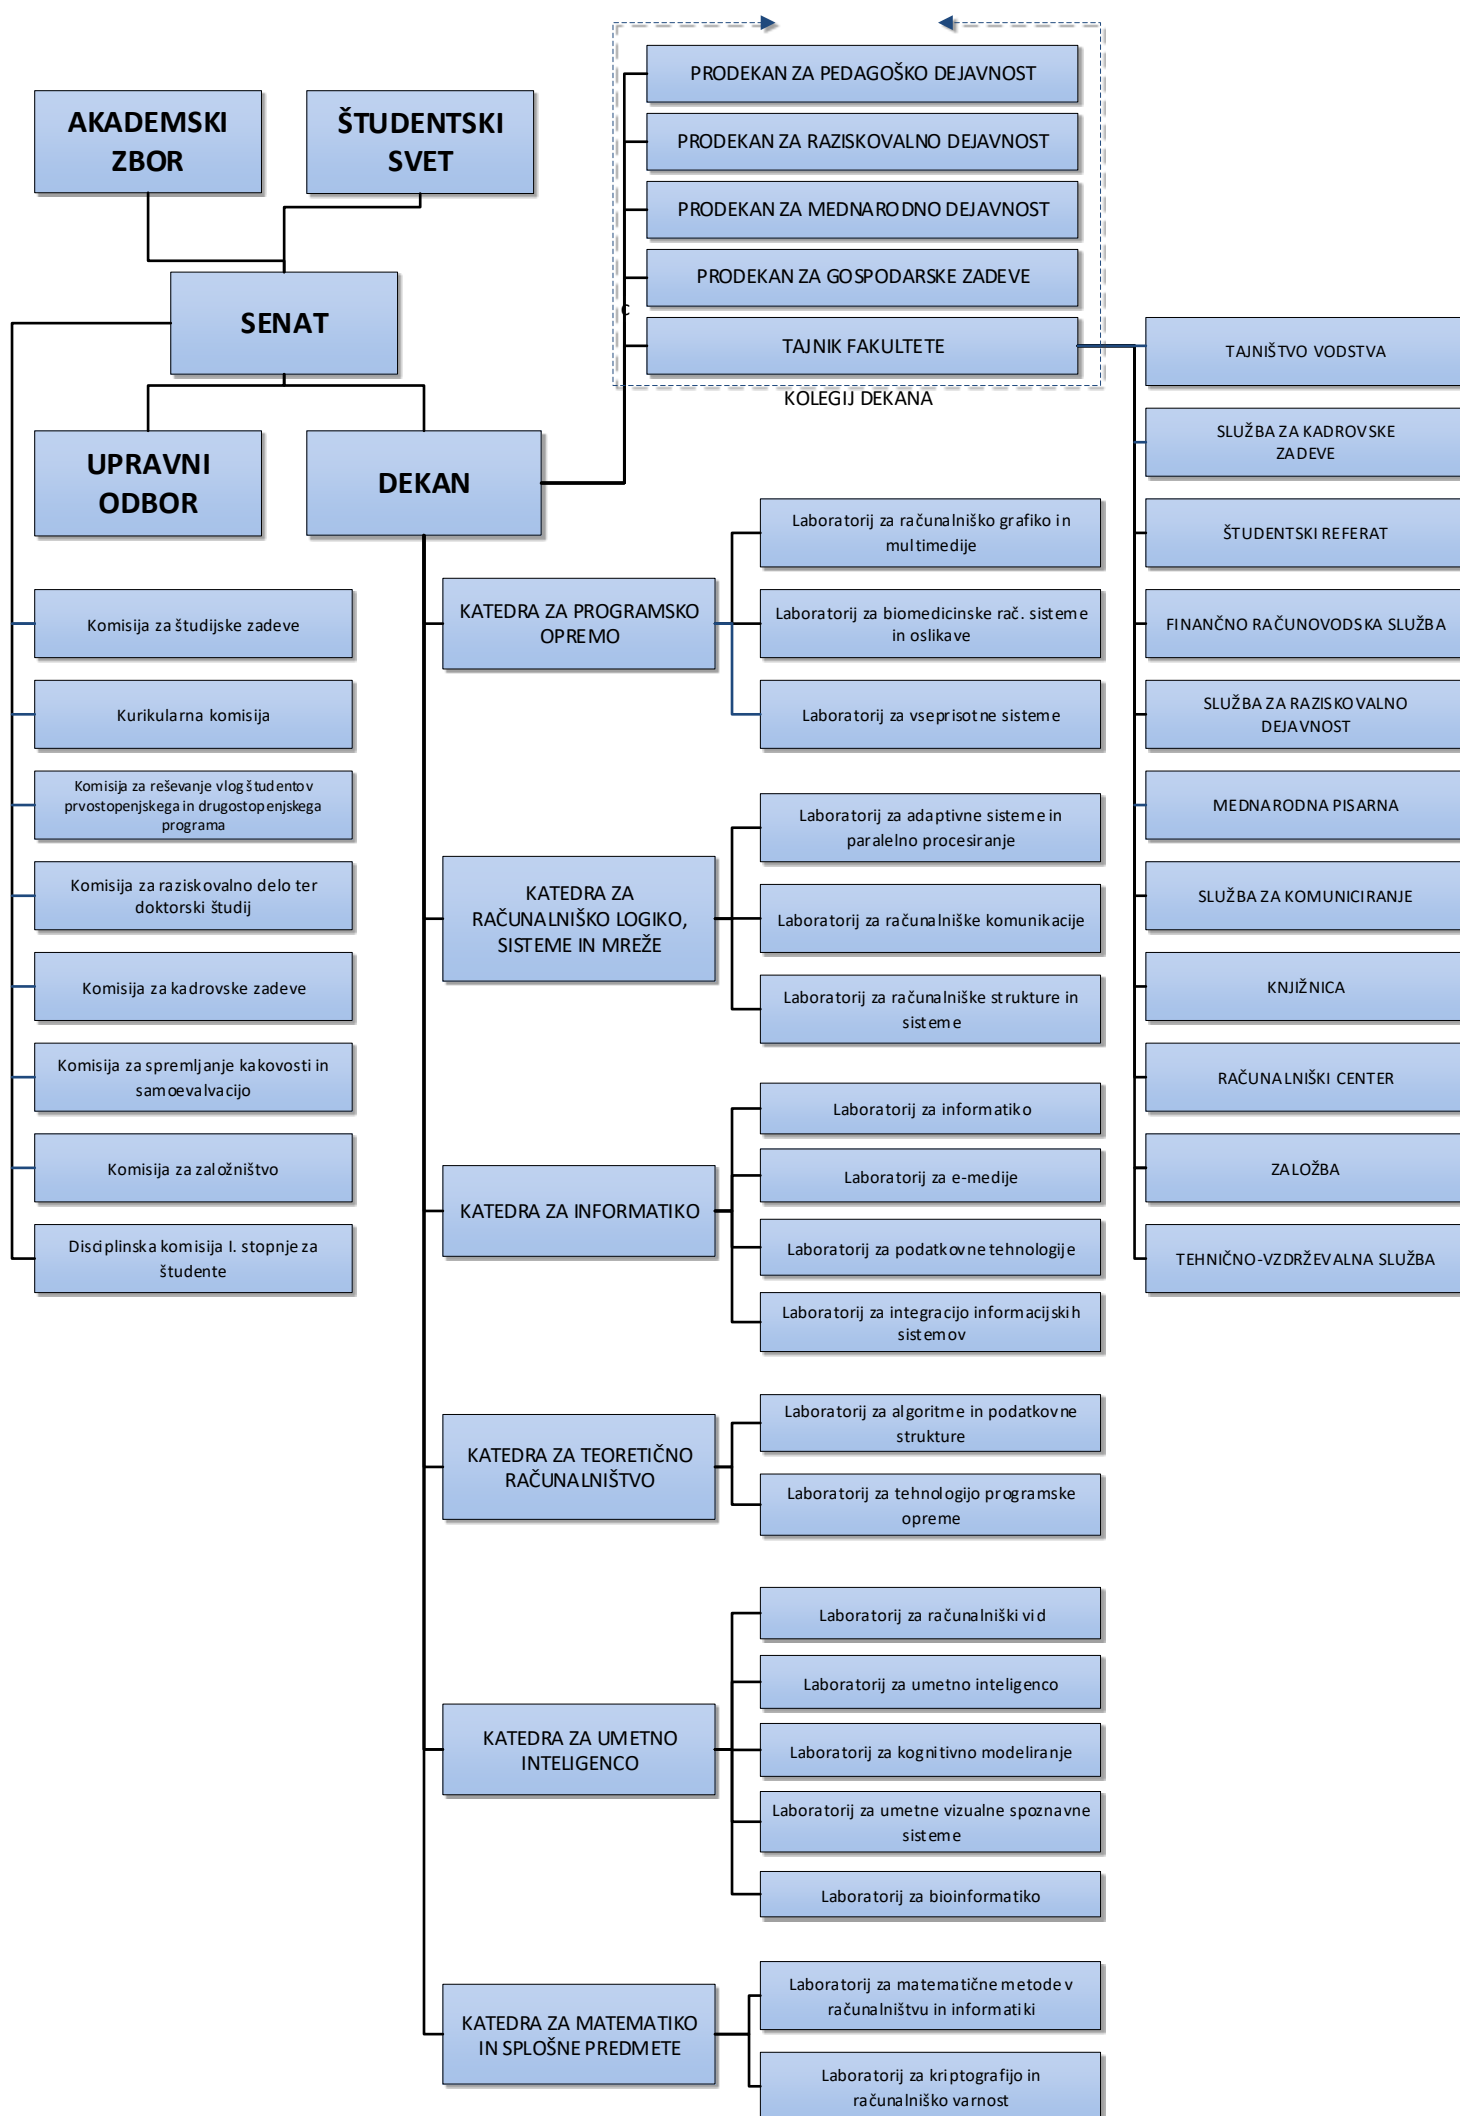 AKADEMSKI
ZBOR
ŠTUDENTSKI
SVET
SENAT
UPRAVNI
ODBOR
DEKAN
PRODEKAN ZA PEDAGOŠKO DEJAVNOST
PRODEKAN ZA RAZISKOVALNO DEJAVNOST
PRODEKAN ZA MEDNARODNO DEJAVNOST
PRODEKAN ZA GOSPODARSKE ZADEVE
c
TAJNIK FAKULTETE
KOLEGIJ DEKANA
Komisija za študijske zadeve
Kurikularna komisija
Komisija za reševanje vlog študentov
prvostopenjskega in drugostopenjskega
programa
Komisija za raziskovalno delo ter
doktorski študij
Komisija za kadrovske zadeve
Komisija za spremljanje kakovosti in
samoevalvacijo
Komisija za založništvo
Disciplinska komisija I. stopnje za
študente
KATEDRA ZA PROGRAMSKO
OPREMO
Laboratorij za računalniško grafiko in
multimedije
Laboratorij za biomedicinske rač. sisteme
in oslikave
Laboratorij za vseprisotne sisteme
KATEDRA ZA
RAČUNALNIŠKO LOGIKO,
SISTEME IN MREŽE
Laboratorij za adaptivne sisteme in
paralelno procesiranje
Laboratorij za računalniške komunikacije
Laboratorij za računalniške strukture in
sisteme
KATEDRA ZA INFORMATIKO
Laboratorij za informatiko
Laboratorij za e-medije
Laboratorij za podatkovne tehnologije
Laboratorij za integracijo informacijskih
sistemov
KATEDRA ZA TEORETIČNO
RAČUNALNIŠTVO
Laboratorij za algoritme in podatkovne
strukture
Laboratorij za tehnologijo programske
opreme
KATEDRA ZA UMETNO
INTELIGENCO
Laboratorij za računalniški vid
Laboratorij za umetno inteligenco
Laboratorij za kognitivno modeliranje
Laboratorij za umetne vizualne spoznavne
sisteme
Laboratorij za bioinformatiko
KATEDRA ZA MATEMATIKO
IN SPLOŠNE PREDMETE
Laboratorij za matematične metode v
računalništvu in informatiki
Laboratorij za kriptografijo in
računalniško varnost
TAJNIŠTVO VODSTVA
SLUŽBA ZA KADROVSKE
ZADEVE
ŠTUDENTSKI REFERAT
FINANČNO RAČUNOVODSKA SLUŽBA
SLUŽBA ZA RAZISKOVALNO
DEJAVNOST
MEDNARODNA PISARNA
SLUŽBA ZA KOMUNICIRANJE
KNJIŽNICA
RAČUNALNIŠKI CENTER
ZALOŽBA
TEHNIČNO-VZDRŽEVALNA SLUŽBA